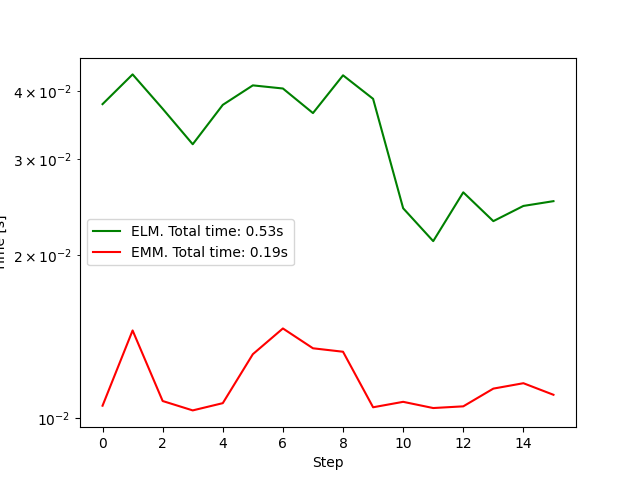 4 × 10⁻²
3 × 10⁻²
2 × 10⁻²
10⁻²
ELM. Total time: 0.53s
EMM. Total time: 0.19s
0 2 4 6 8 10 12 14
Step